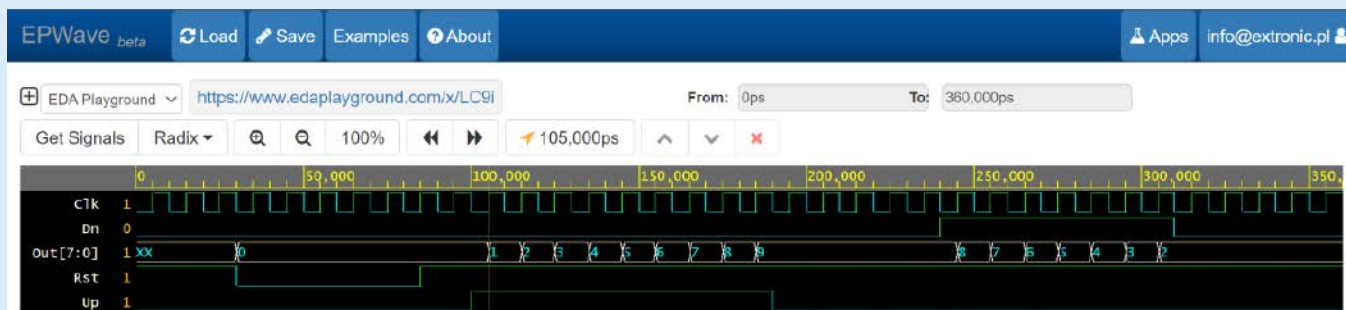 EPWave beta Load Save Examples About Apps info@extronic.pl
EDA Playground https://www.edaplayground.com/x/LC9i From: 0ps To: 360,000ps
Get Signals Radix 100% 105,000ps
0 50,000 100,000 150,000 200,000 250,000 300,000 350,
Clk 1
Dn 0
Out[7:0] 1 XX 0 1 2 3 4 5 6 7 8 9 8 7 6 5 4 3 2
Rst 1
Up 1